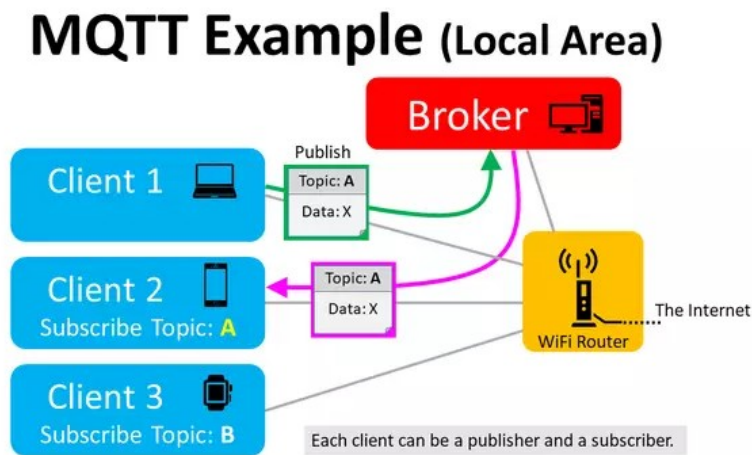 MQTT Example (Local Area)
Broker
Publish
Client 1
Topic: A
Data: X
Client 2
Subscribe Topic: A
Topic: A
Data: X
The Internet
WiFi Router
Client 3
Subscribe Topic: B
Each client can be a publisher and a subscriber.